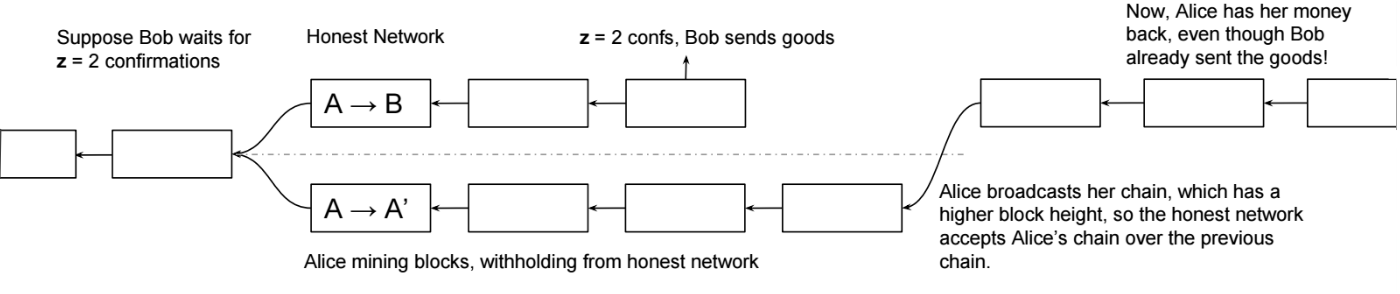 Suppose Bob waits for
z = 2 confirmations
Honest Network
z = 2 confs, Bob sends goods
Now, Alice has her money
back, even though Bob
already sent the goods!
A → B
A → A’
Alice mining blocks, withholding from honest network
Alice broadcasts her chain, which has a
higher block height, so the honest network
accepts Alice’s chain over the previous
chain.